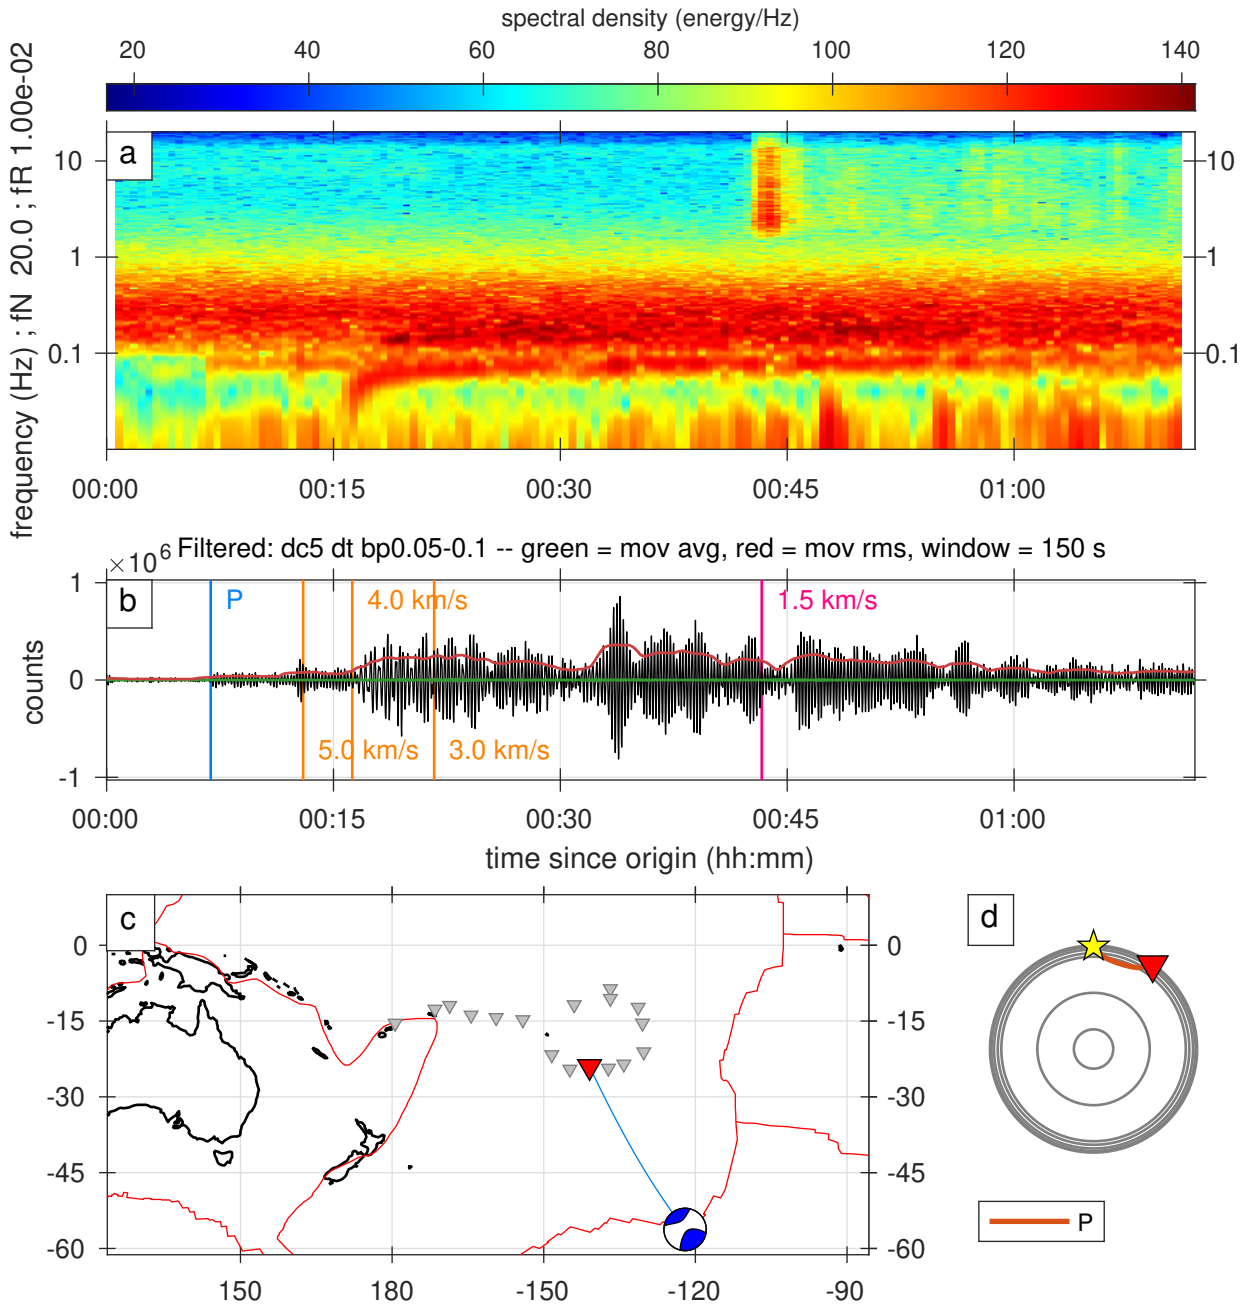 spectral density (energy/Hz)
20 40 60 80 100 120 140
frequency (Hz) ; fN 20.0 ; fR 1.00e-02
a
10 10
1 1
0.1 0.1
00:00 00:15 00:30 00:45 01:00
×10^6 Filtered: dc5 dt bp0.05-0.1 -- green = mov avg, red = mov rms, window = 150 s
b
counts
1
0
-1
P 4.0 km/s 1.5 km/s
5.0 km/s 3.0 km/s
00:00 00:15 00:30 00:45 01:00
time since origin (hh:mm)
c
0 0
-15 -15
-30 -30
-45 -45
-60 -60
150 180 -150 -120 -90
d
P